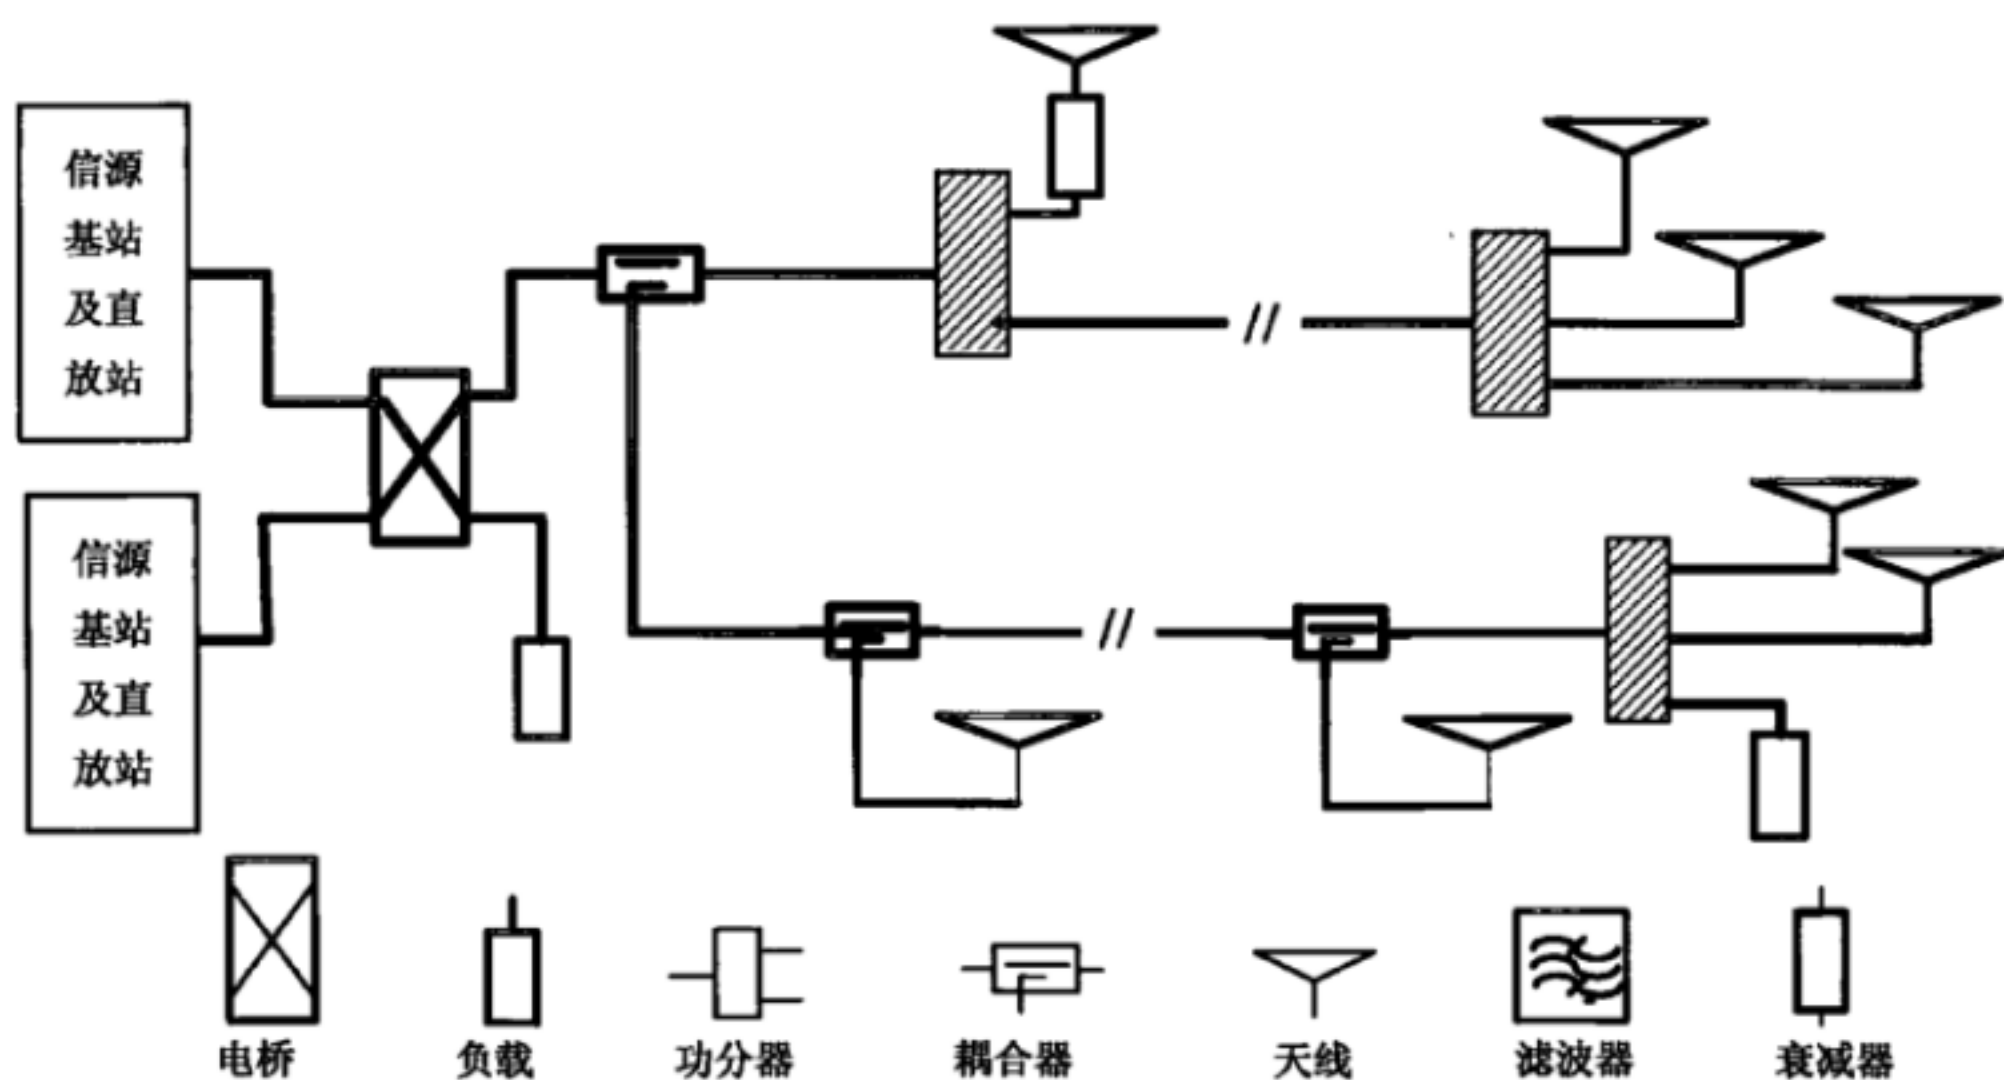 信源
基站
及直
放站
信源
基站
及直
放站
电桥 负载 功分器 耦合器 天线 滤波器 衰减器